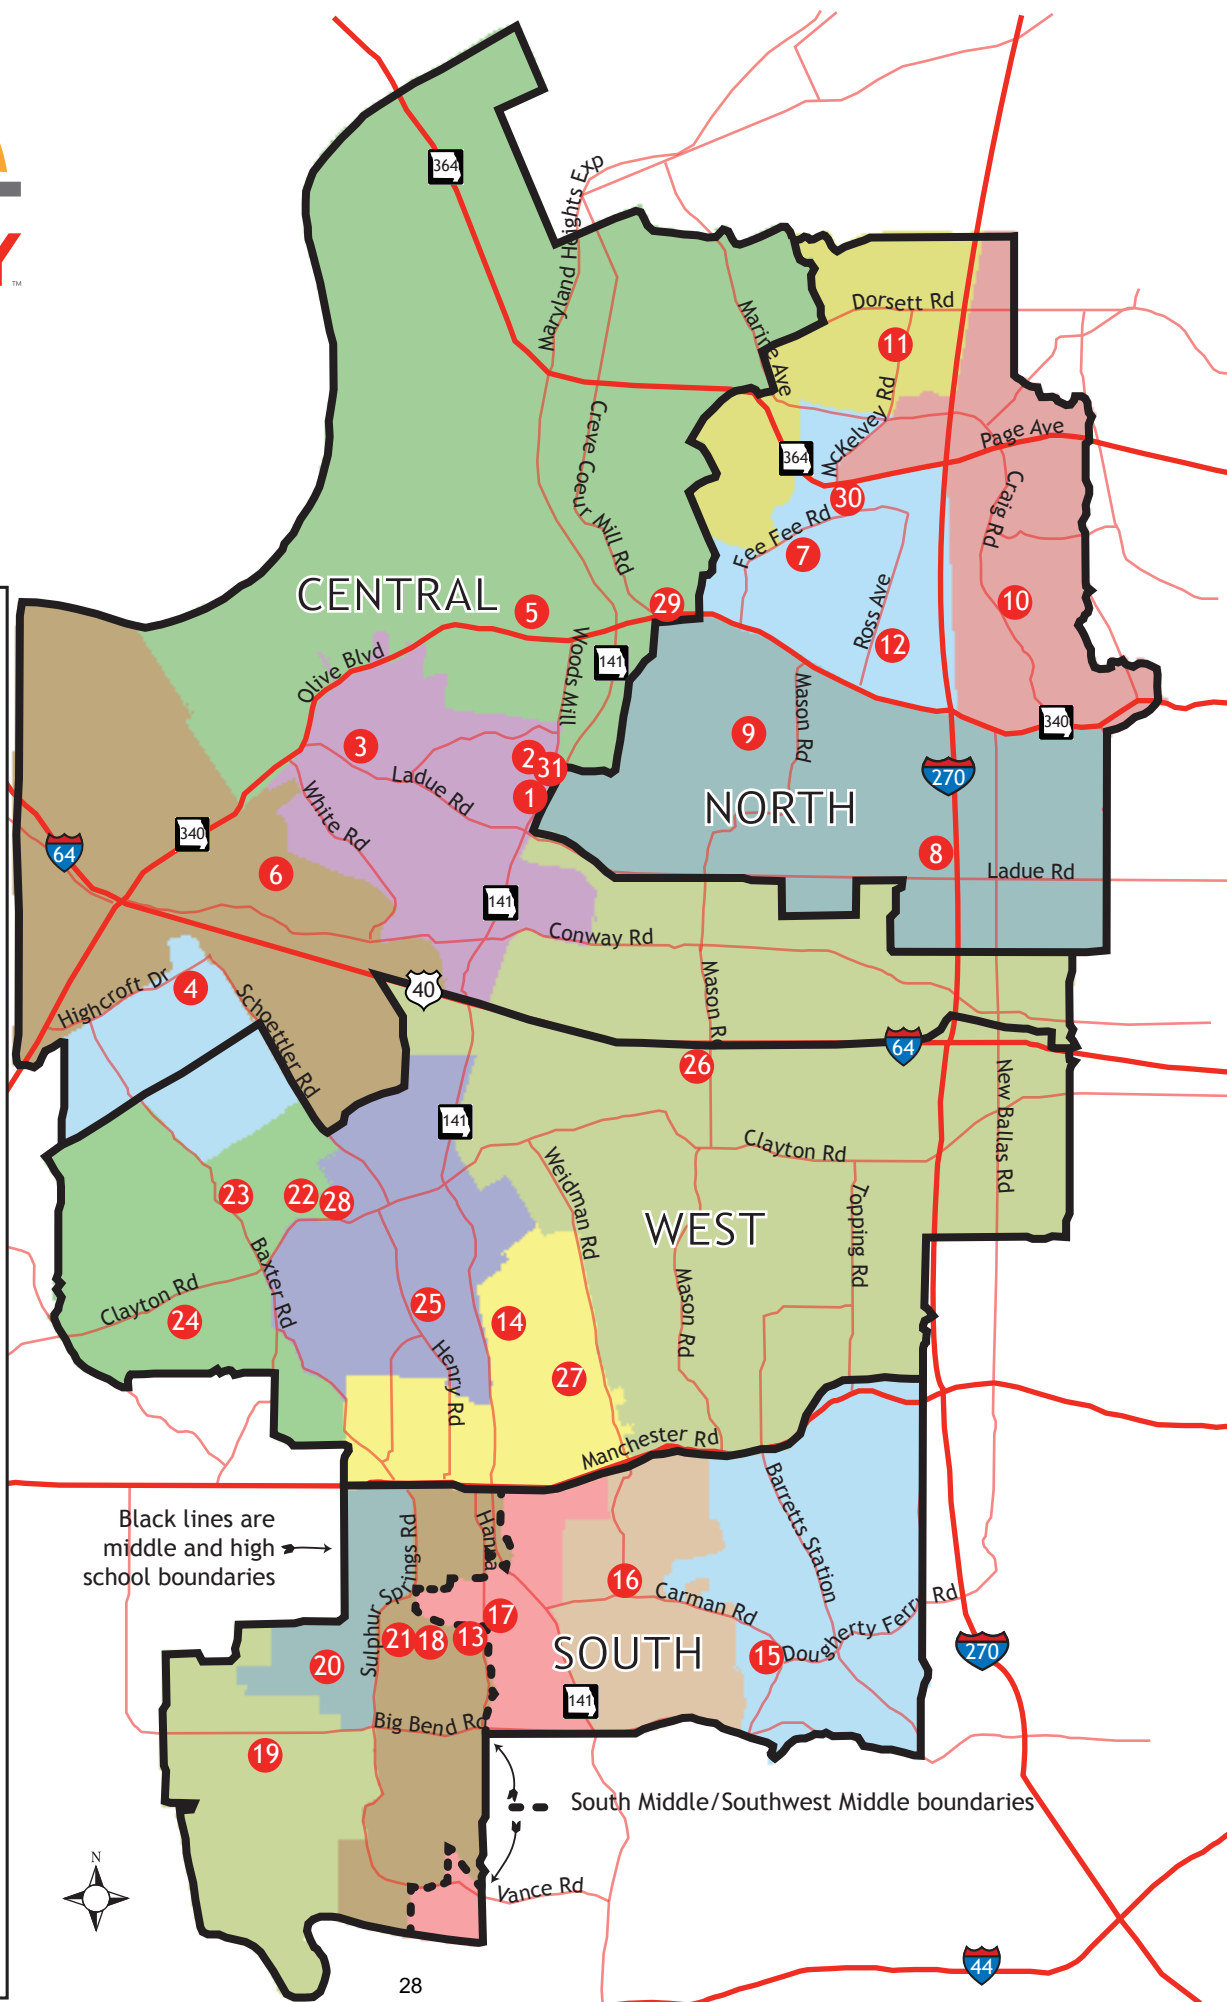 Y
™
364
Maryland Heights Exp
Dorsett Rd
11
Marine Ave
McKelvey Rd
Page Ave
Creve Coeur Mill Rd
364
30
Craig Rd
Fee Fee Rd
7
CENTRAL
5
29
Ross Ave
10
12
Olive Blvd
Woods Mill
141
Mason Rd
340
3
2
31
9
270
Ladue Rd
1
NORTH
White Rd
340
64
8
6
Ladue Rd
141
Conway Rd
Highcroft Dr
4
40
Schoettler Rd
Mason Rd
64
26
New Ballas Rd
141
Clayton Rd
Weidman Rd
23
22
28
WEST
Topping Rd
Baxter Rd
Clayton Rd
24
25
14
Mason Rd
27
Henry Rd
Manchester Rd
Black lines are
middle and high
school boundaries
Sulphur Springs Rd
Hanna
Barretts Station
16
Carman Rd
17
21
18
13
SOUTH
15
Dougherty Ferry Rd
270
20
141
Big Bend Rd
19
South Middle/Southwest Middle boundaries
N
Vance Rd
44
28